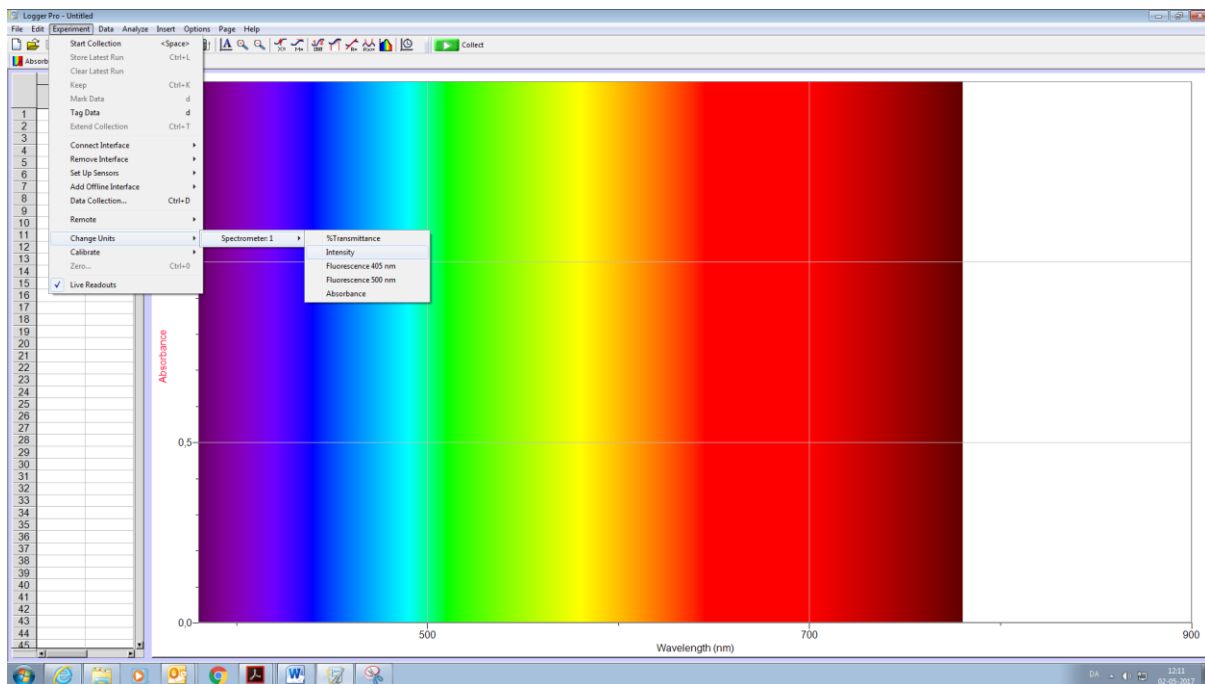 Logger Pro - Untitled
File Edit Experiment Data Analyze Insert Options Page Help
Collect
Absorb
Start Collection <Space>
Store Latest Run Ctrl+L
Clear Latest Run
Keep Ctrl+K
Mark Data d
Tag Data d
Extend Collection Ctrl+T
Connect Interface
Remove Interface
Set Up Sensors
Add Offline Interface
Data Collection... Ctrl+D
Remote
Change Units
Calibrate
Zero... Ctrl+0
Live Readouts
Spectrometer: 1
%Transmittance
Intensity
Fluorescence 405 nm
Fluorescence 500 nm
Absorbance
1
2
3
4
5
6
7
8
9
10
11
12
13
14
15
16
17
18
19
20
21
22
23
24
25
26
27
28
29
30
31
32
33
34
35
36
37
38
39
40
41
42
43
44
45
Absorbance
0,5
0,0
500 700 900
Wavelength (nm)
DA
12:11
02-05-2017